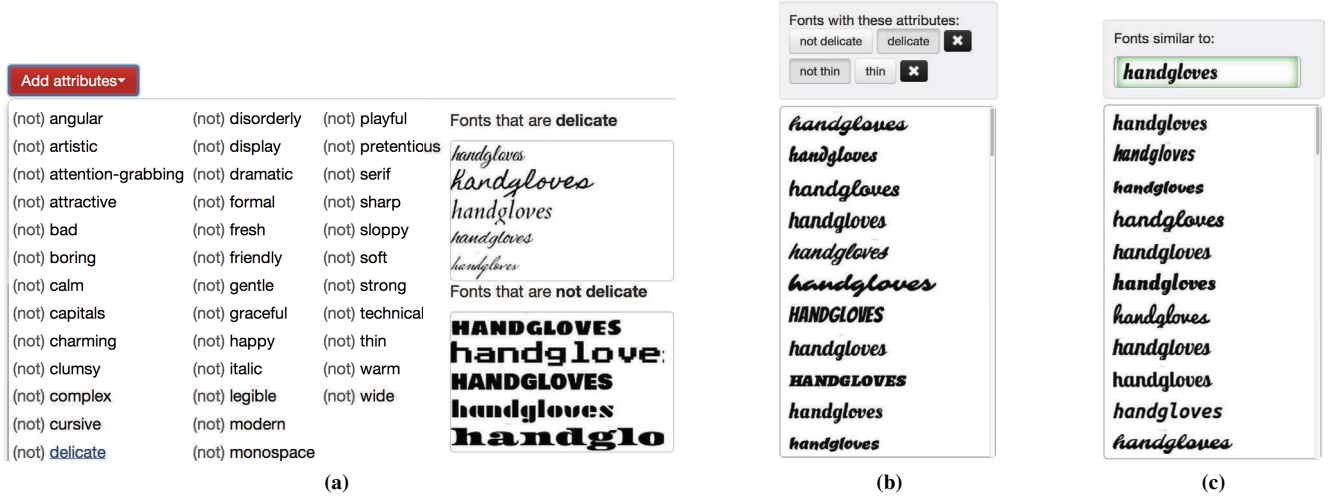 Add attributes
(not) angular (not) disorderly (not) playful
(not) artistic (not) display (not) pretentious
(not) attention-grabbing (not) dramatic (not) serif
(not) attractive (not) formal (not) sharp
(not) bad (not) fresh (not) sloppy
(not) boring (not) friendly (not) soft
(not) calm (not) gentle (not) strong
(not) capitals (not) graceful (not) technical
(not) charming (not) happy (not) thin
(not) clumsy (not) italic (not) warm
(not) complex (not) legible (not) wide
(not) cursive (not) modern
(not) delicate (not) monospace
Fonts that are delicate
handgloves
handgloves
handgloves
handgloves
handgloves
Fonts that are not delicate
HANDGLOVES
handglove
HANDGLOVES
handgloves
handglo
(a)
Fonts with these attributes:
not delicate delicate ✖
not thin thin ✖
handgloves
handgloves
handgloves
handgloves
handgloves
handgloves
HANDGLOVES
handgloves
HANDGLOVES
handgloves
handgloves
(b)
Fonts similar to:
handgloves
handgloves
handgloves
handgloves
handgloves
handgloves
handgloves
handgloves
handgloves
handgloves
handgloves
handgloves
(c)